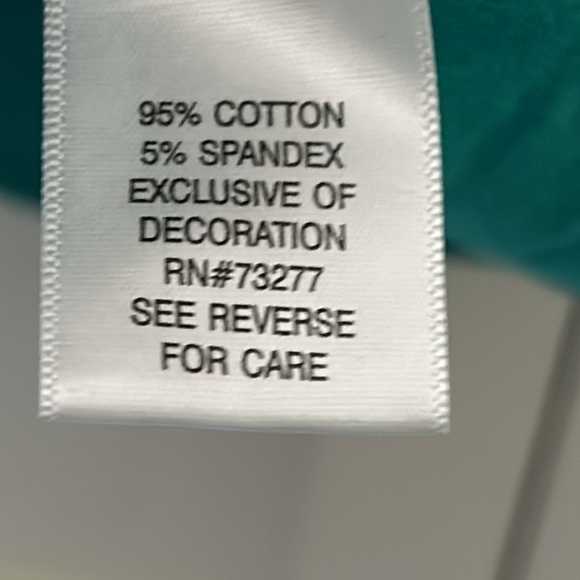 95% COTTON
5% SPANDEX
EXCLUSIVE OF
DECORATION
RN#73277
SEE REVERSE
FOR CARE